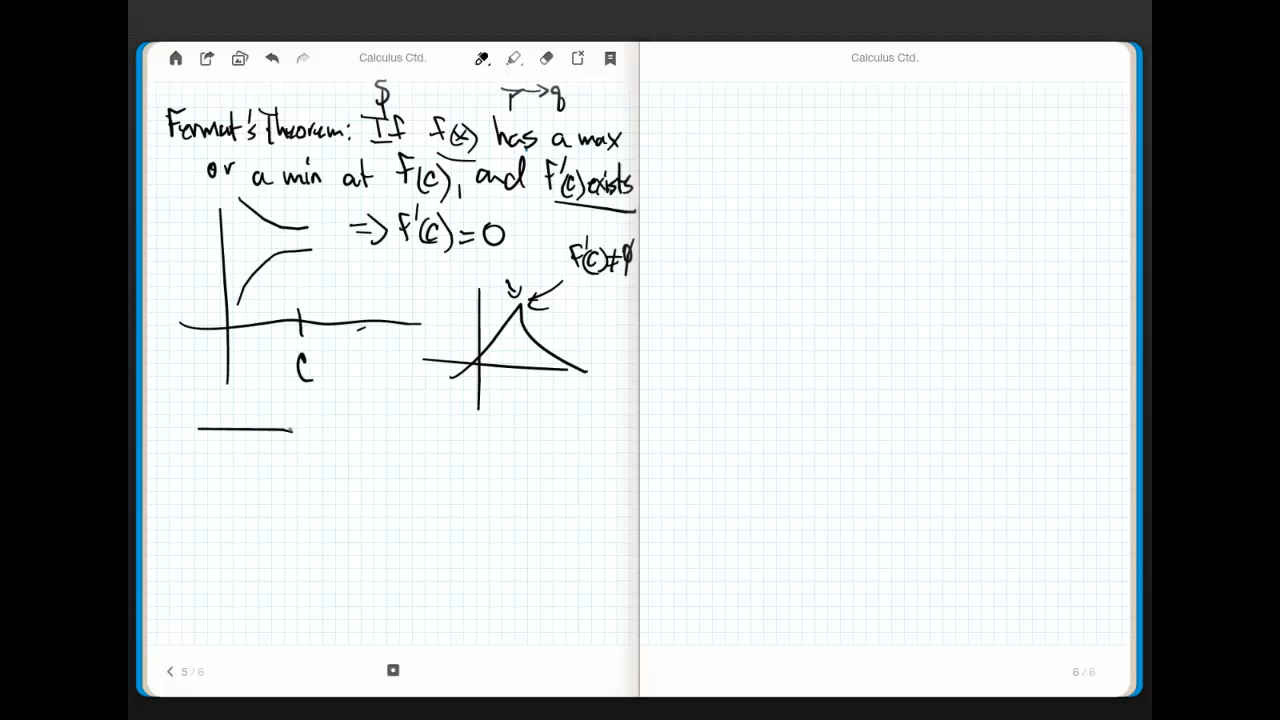 Calculus Ctd.
Calculus Ctd.
p → q
Fermat's Theorem: If f(x) has a max
or a min at f(c), and f'(c) exists
⇒ f'(c) = 0
f'(c) ≠ 0
c
5 / 6
6 / 6